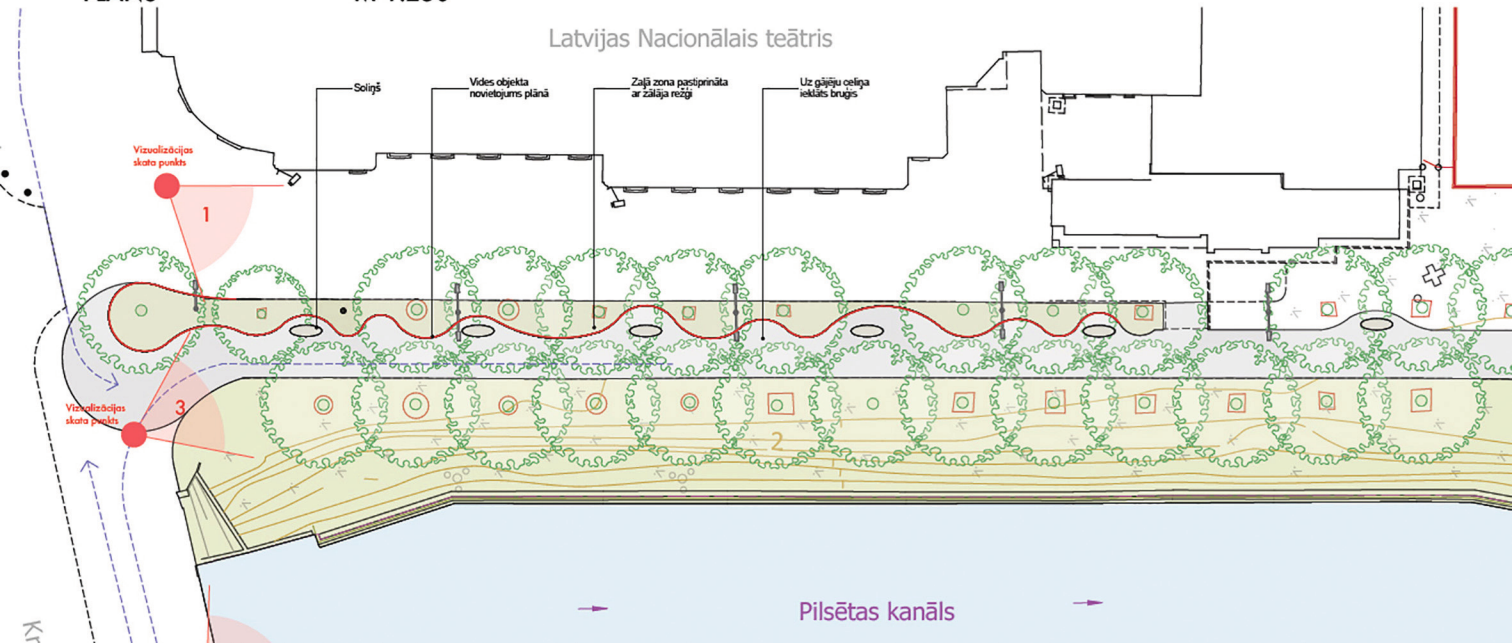 Latvijas Nacionālais teātris
Soliņš
Vides objekta
novietojums plānā
Zaļā zona pastiprināta
ar zālāja režģi
Uz gājēju celiņa
ieklāts bruģis
Vizualizācijas
skata punkts
1
Vizualizācijas
skata punkts
3
2
Pilsētas kanāls